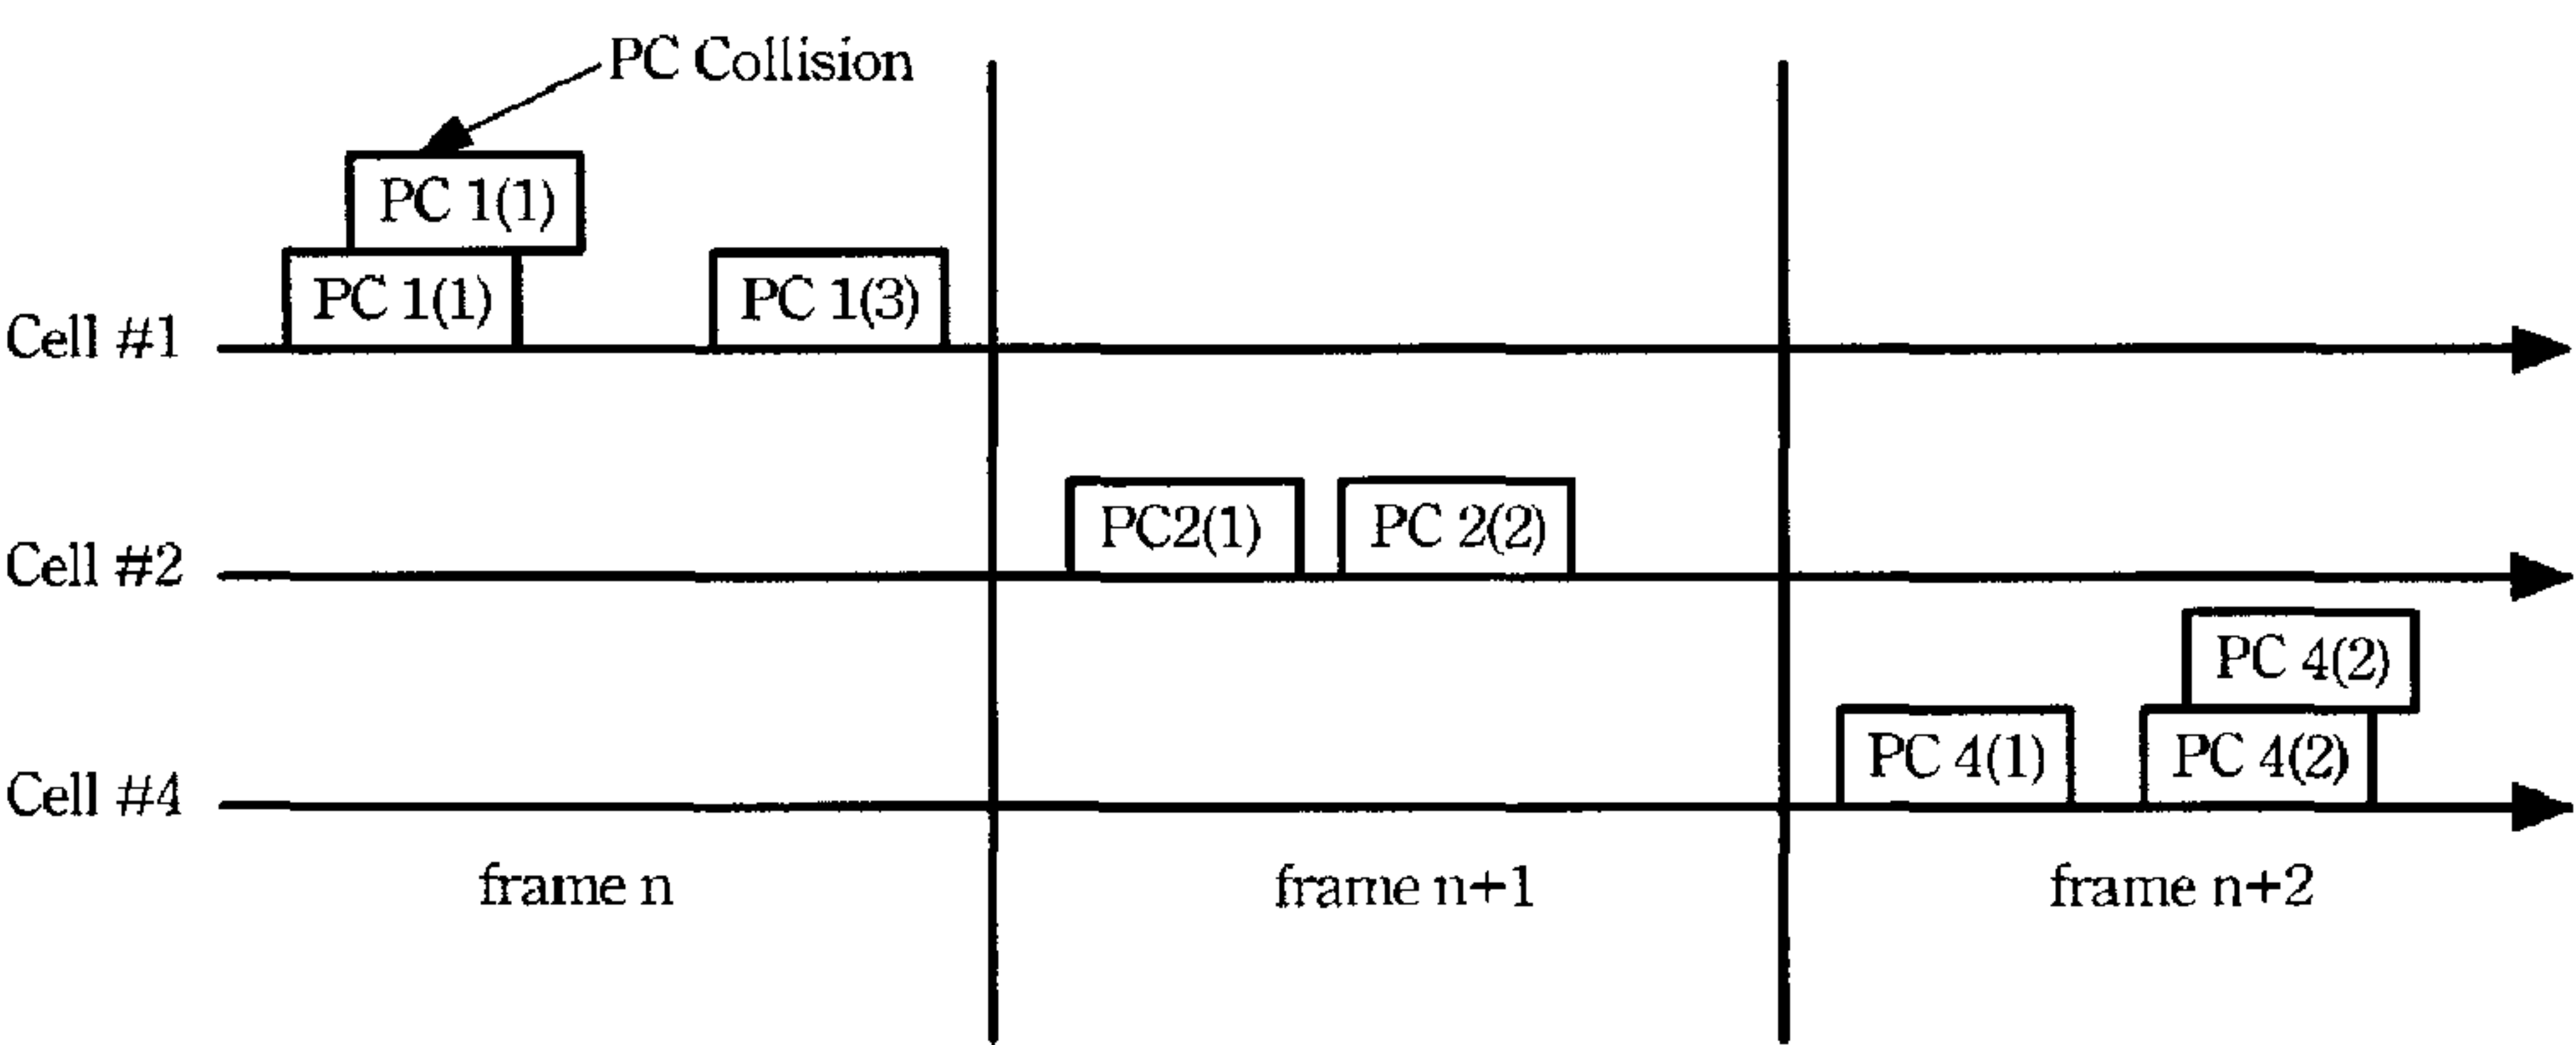 PC Collision
PC 1(1)
PC 1(1)
PC 1(3)
Cell #1
PC2(1)
PC 2(2)
Cell #2
PC 4(2)
PC 4(1)
PC 4(2)
Cell #4
frame n
frame n+1
frame n+2